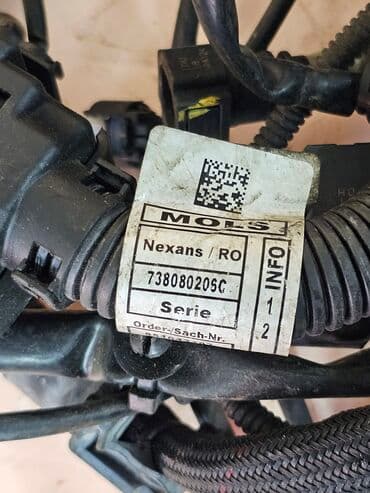 MOLS
Nexans / RO
738080205C
Serie
Order-/Sach-Nr.
INFO
1
2